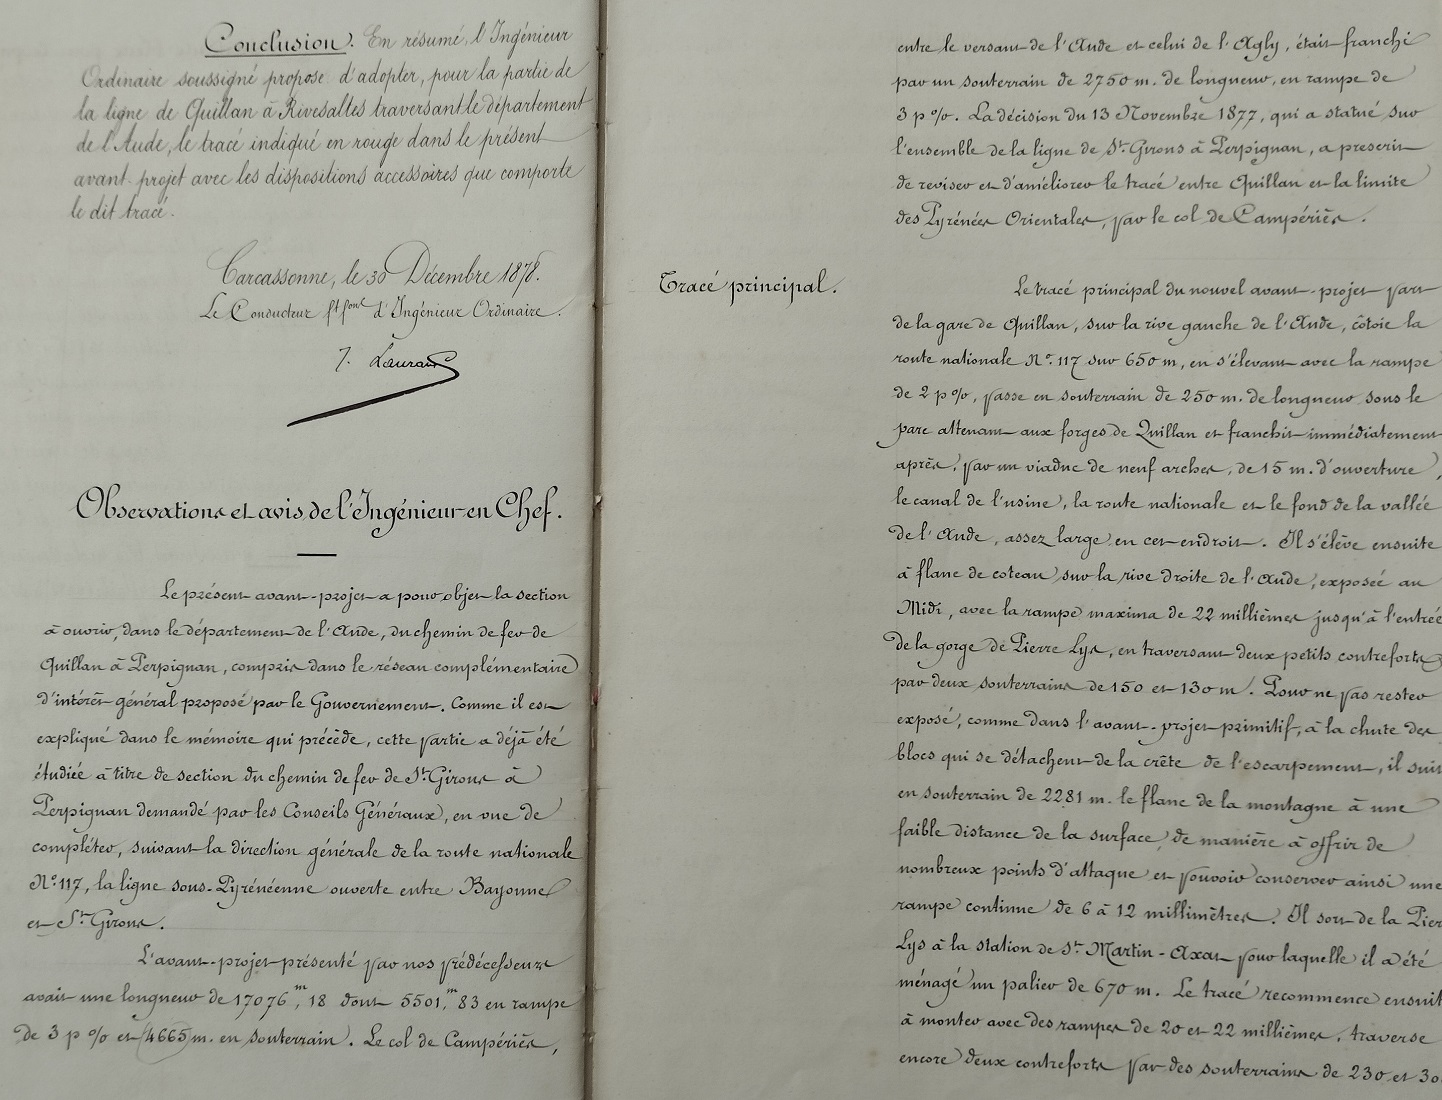 Conclusion. En résumé, l'Ingénieur
Ordinaire soussigné propose d'adopter, pour la partie de
la ligne de Quillan à Rivesaltes traversant le département
de l'Aude, le tracé indiqué en rouge dans le présent
avant-projet avec les dispositions accessoires que comporte
le dit tracé.
Carcassonne, le 30 Décembre 1878.
Le Conducteur ft. font d'Ingénieur Ordinaire.
Observations et avis de l'Ingénieur en Chef.
Le présent avant-projet a pour objet la section
à ouvrir, dans le département de l'Aude, du chemin de fer de
Quillan à Perpignan, compris dans le réseau complémentaire
d'intérêt général proposé par le Gouvernement. Comme il est
expliqué dans le mémoire qui précède, cette partie a déjà été
étudiée à titre de section du chemin de fer de St. Girons à
Perpignan demandé par les Conseils Généraux, en vue de
compléter, suivant la direction générale de la route nationale
No. 117, la ligne sous-Pyrénéenne ouverte entre Bayonne
et St. Girons.
L'avant-projet présenté par nos prédécesseurs
avait une longueur de 17076,m 18 dont 5501,m 83 en rampe
de 3 p % et 4665 m. en souterrain. Le col de Campériès,
entre le versant de l'Aude et celui de l'Agly, était franchi
par un souterrain de 2750 m. de longueur, en rampe de
3 p %. La décision du 13 Novembre 1877, qui a statué sur
l'ensemble de la ligne de St. Girons à Perpignan, a prescrit
de reviser et d'améliorer le tracé entre Quillan et la limite
des Pyrénées Orientales, par le col de Campériès.
Tracé principal.
Le tracé principal du nouvel avant-projet part
de la gare de Quillan, sur la rive gauche de l'Aude, côtoie la
route nationale No. 117 sur 650 m, en s'élevant avec la rampe
de 2 p %, passe en souterrain de 250 m. de longueur sous le
parc attenant aux forges de Quillan et franchit immédiatement
après, par un viaduc de neuf arches, de 15 m. d'ouverture,
le canal de l'usine, la route nationale et le fond de la vallée
de l'Aude, assez large en cet endroit. Il s'élève ensuite
à flanc de coteau sur la rive droite de l'Aude, exposée au
Midi, avec la rampe maxima de 22 millièmes jusqu'à l'entrée
de la gorge de Pierre Lys, en traversant deux petits contreforts
par deux souterrains de 150 et 130 m. Pour ne pas rester
exposé, comme dans l'avant-projet primitif, à la chute des
blocs qui se détachent de la crête de l'escarpement, il suit
en souterrain de 2281 m. le flanc de la montagne à une
faible distance de la surface, de manière à offrir de
nombreux points d'attaque et pouvoir conserver ainsi une
rampe continue de 6 à 12 millimètres. Il sort de la Pier
Lys à la station de St. Martin-Axat pour laquelle il a été
ménagé un palier de 670 m. Le tracé recommence ensuit
à monter avec des rampes de 20 et 22 millièmes, traverse
encore deux contreforts par des souterrains de 230 et 30